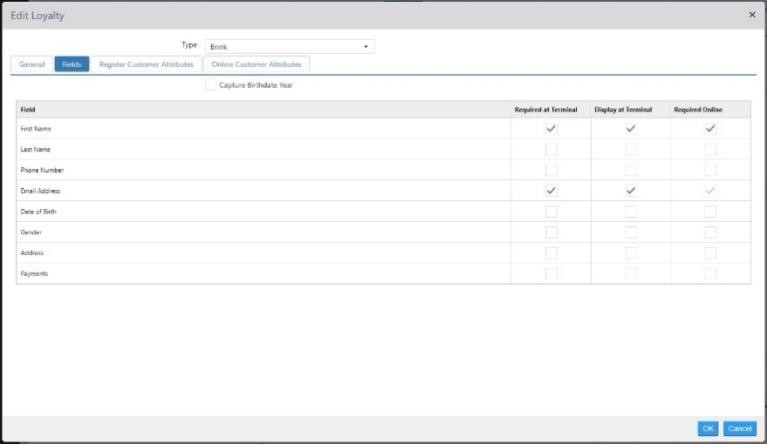 Edit Loyalty
Type Brink
General Fields Register Customer Attributes Online Customer Attributes
Capture Birthdate Year
Field Required at Terminal Display at Terminal Required Online
First Name
Last Name
Phone Number
Email Address
Date of Birth
Gender
Address
Payments
OK Cancel